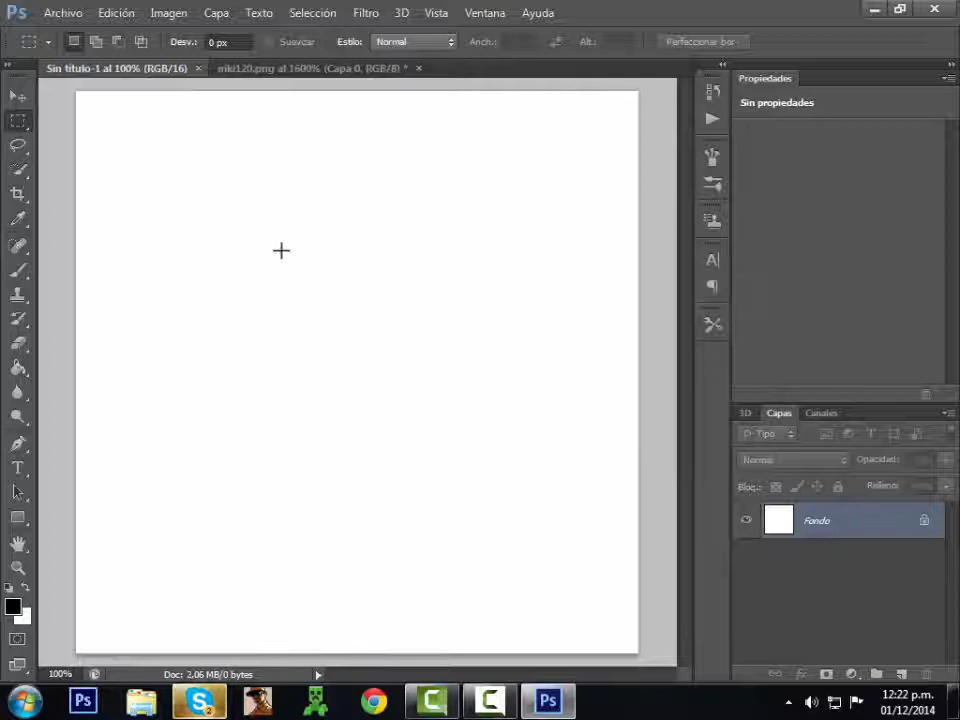 Ps Archivo Edición Imagen Capa Texto Selección Filtro 3D Vista Ventana Ayuda
Desv.: 0 px Suavizar Estilo: Normal Anch.: Alt.: Perfeccionar bor...
Sin título-1 al 100% (RGB/16) × niki120.png al 1600% (Capa 0, RGB/8) * ×
Propiedades
Sin propiedades
3D Capas Canales
Tipo
Normal Opacidad:
Bloq.: Relleno:
Fondo
100% Doc: 2,06 MB/0 bytes
12:22 p.m.
01/12/2014